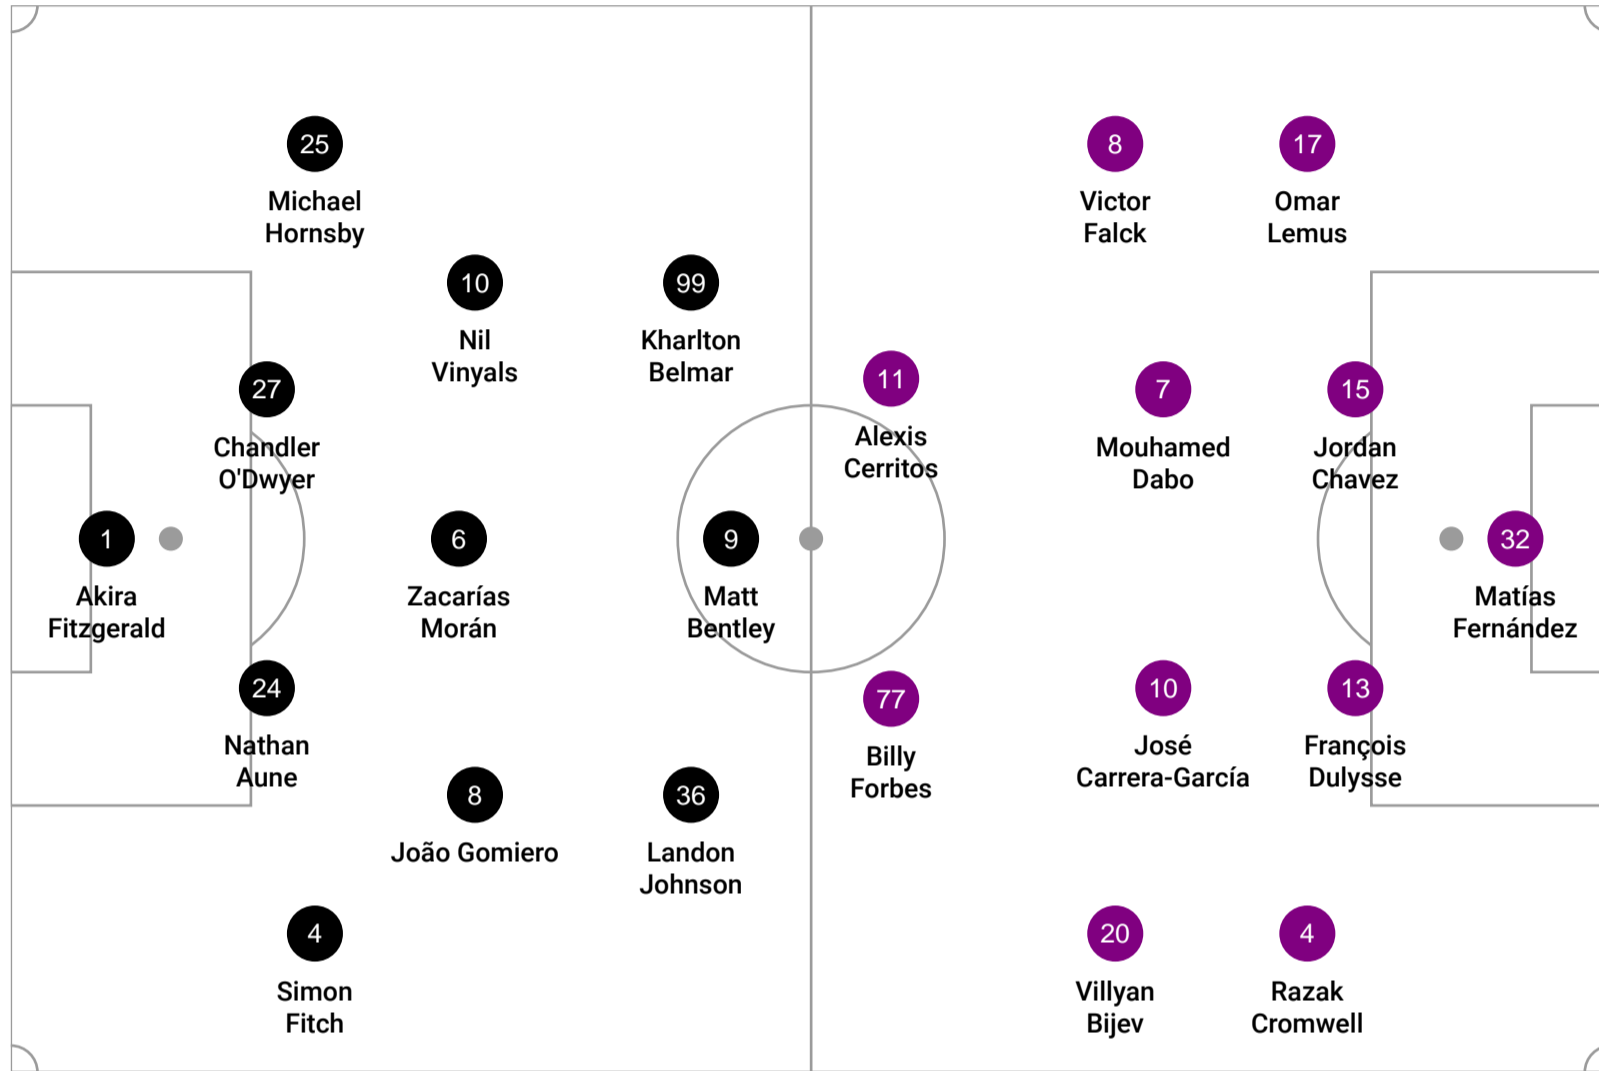 25
Michael
Hornsby
10
Nil
Vinyals
99
Kharlton
Belmar
27
Chandler
O'Dwyer
1
Akira
Fitzgerald
6
Zacarías
Morán
9
Matt
Bentley
24
Nathan
Aune
8
João Gomiero
36
Landon
Johnson
4
Simon
Fitch
8
Victor
Falck
17
Omar
Lemus
11
Alexis
Cerritos
7
Mouhamed
Dabo
15
Jordan
Chavez
32
Matías
Fernández
77
Billy
Forbes
10
José
Carrera-García
13
François
Dulysse
20
Villyan
Bijev
4
Razak
Cromwell